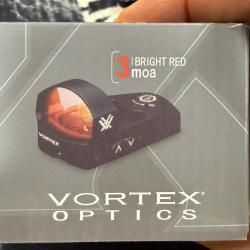 3 BRIGHT RED
moa
VORTEX®
OPTICS